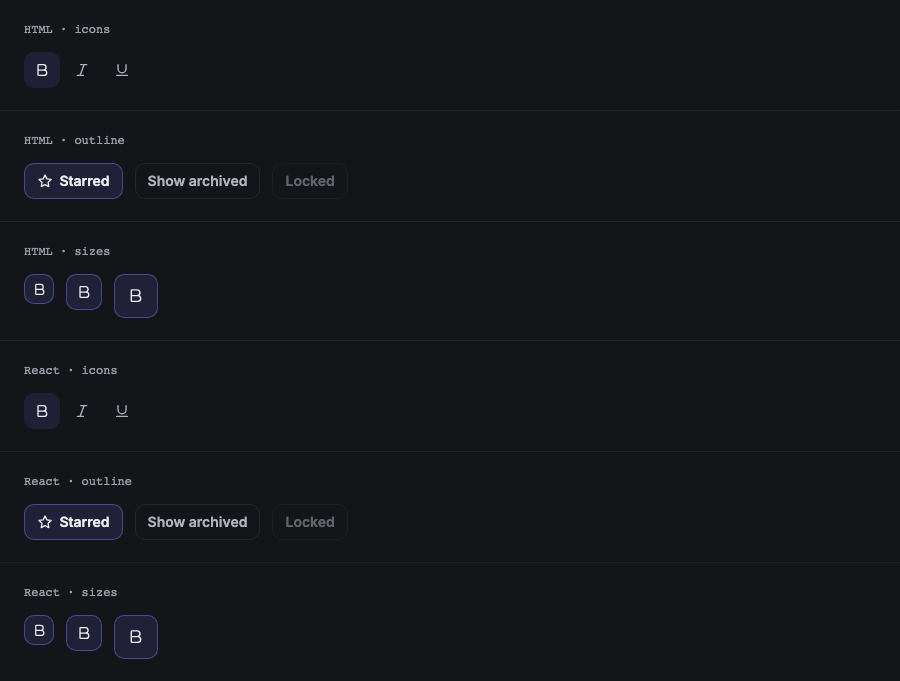 HTML · icons
B I U
HTML · outline
Starred Show archived Locked
HTML · sizes
B B B
React · icons
B I U
React · outline
Starred Show archived Locked
React · sizes
B B B